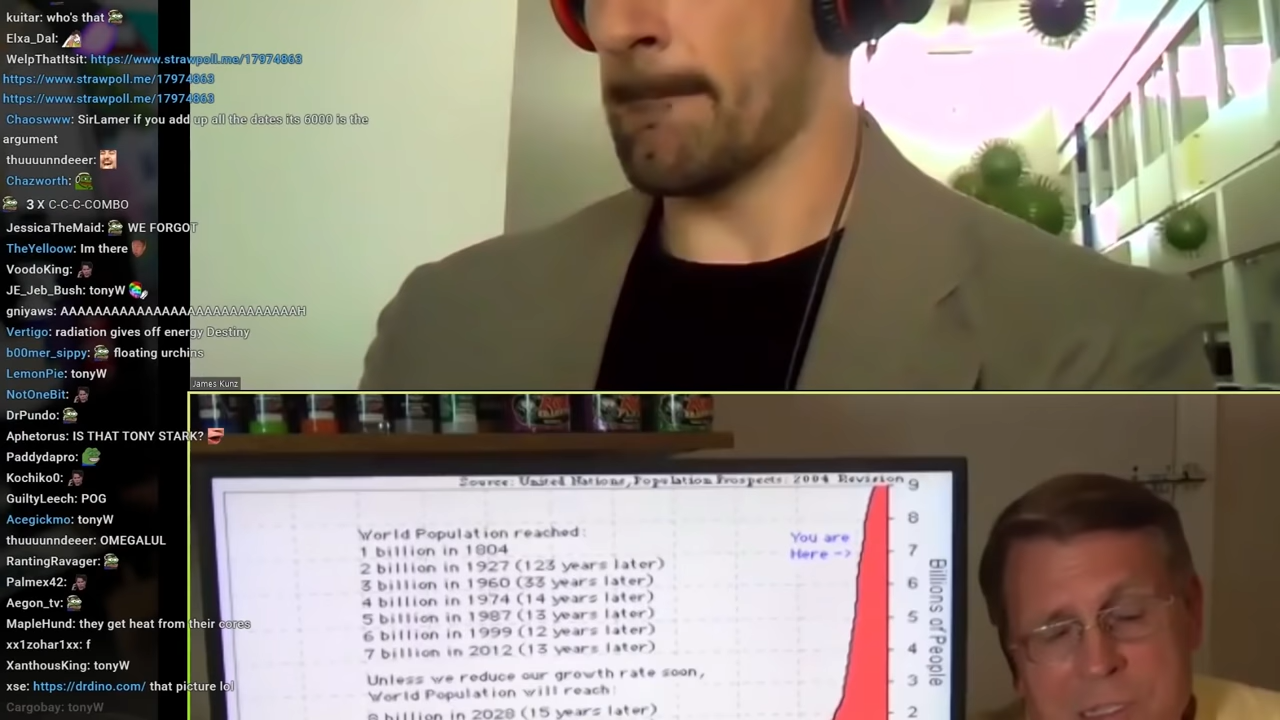 kuitar: who's that
Elxa_Dal:
WelpThatItsit: https://www.strawpoll.me/17974863
https://www.strawpoll.me/17974863
https://www.strawpoll.me/17974863
Chaoswww: SirLamer if you add up all the dates its 6000 is the
argument
thuuuunndeeer:
Chazworth:
3 X C-C-C-COMBO
JessicaTheMaid: WE FORGOT
TheYelloow: Im there
VoodoKing:
JE_Jeb_Bush: tonyW
gniyaws: AAAAAAAAAAAAAAAAAAAAAAAAAAAAH
Vertigo: radiation gives off energy Destiny
b00mer_sippy: floating urchins
LemonPie: tonyW
NotOneBit:
DrPundo:
Aphetorus: IS THAT TONY STARK?
Paddydapro:
Kochiko0:
GuiltyLeech: POG
Acegickmo: tonyW
thuuuunndeeer: OMEGALUL
RantingRavager:
Palmex42:
Aegon_tv:
MapleHund: they get heat from their cores
xx1zohar1xx: f
XanthousKing: tonyW
xse: https://drdino.com/ that picture lol
Cargobay: tonyW
James Kunz
Source: United Nations, Population Prospects: 2004 Revision
World Population reached:
1 billion in 1804
2 billion in 1927 (123 years later)
3 billion in 1960 (33 years later)
4 billion in 1974 (14 years later)
5 billion in 1987 (13 years later)
6 billion in 1999 (12 years later)
7 billion in 2012 (13 years later)
Unless we reduce our growth rate soon,
World Population will reach:
8 billion in 2028 (15 years later)
You are
Here ->
9
8
7
6
5
4
3
2
Billions of People